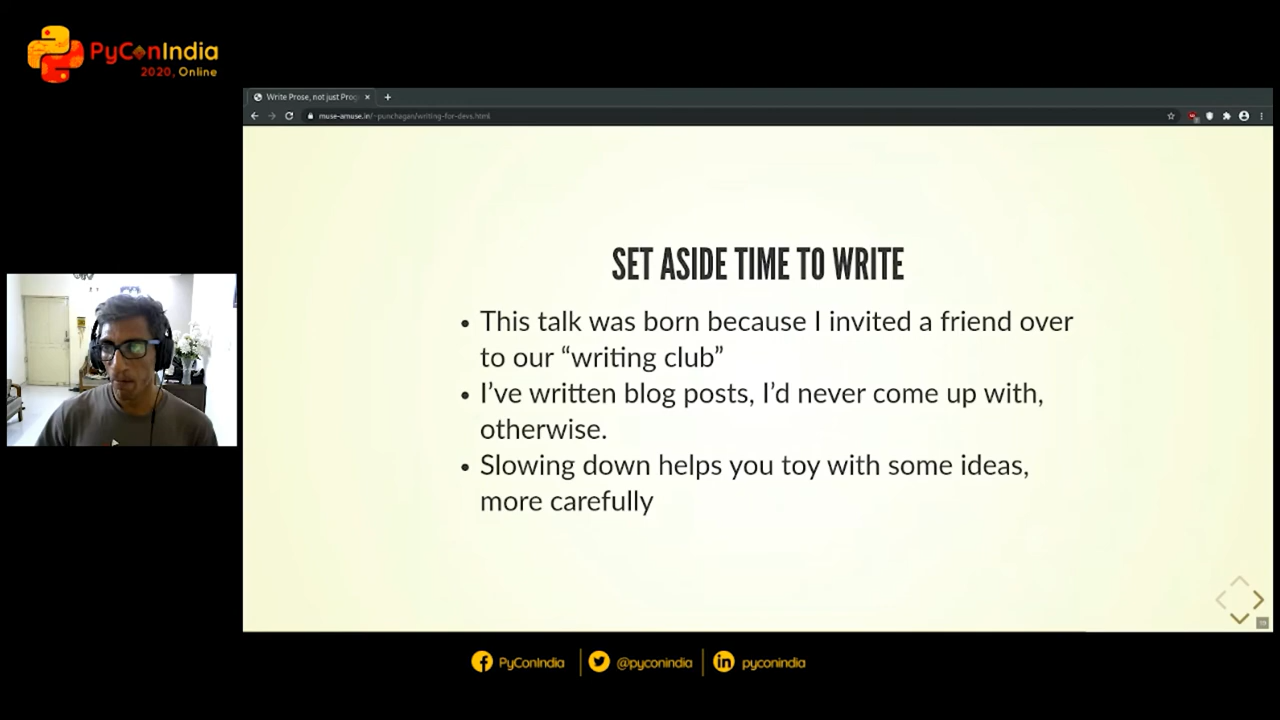 PyConIndia
2020, Online
Write Prose, not just Prog
muse-amuse.in/~punchagan/writing-for-devs.html
SET ASIDE TIME TO WRITE
• This talk was born because I invited a friend over
to our “writing club”
• I’ve written blog posts, I’d never come up with,
otherwise.
• Slowing down helps you toy with some ideas,
more carefully
PyConIndia
@pyconindia
pyconindia